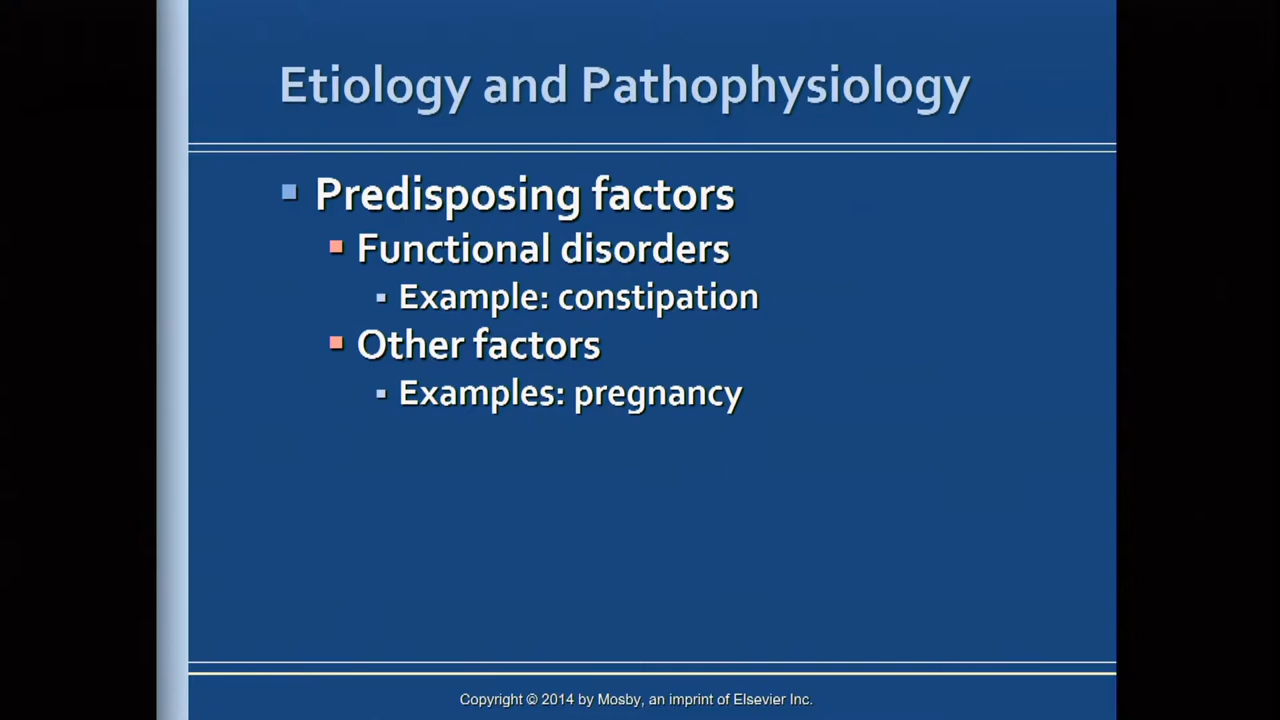 Etiology and Pathophysiology
Predisposing factors
Functional disorders
Example: constipation
Other factors
Examples: pregnancy
Copyright © 2014 by Mosby, an imprint of Elsevier Inc.